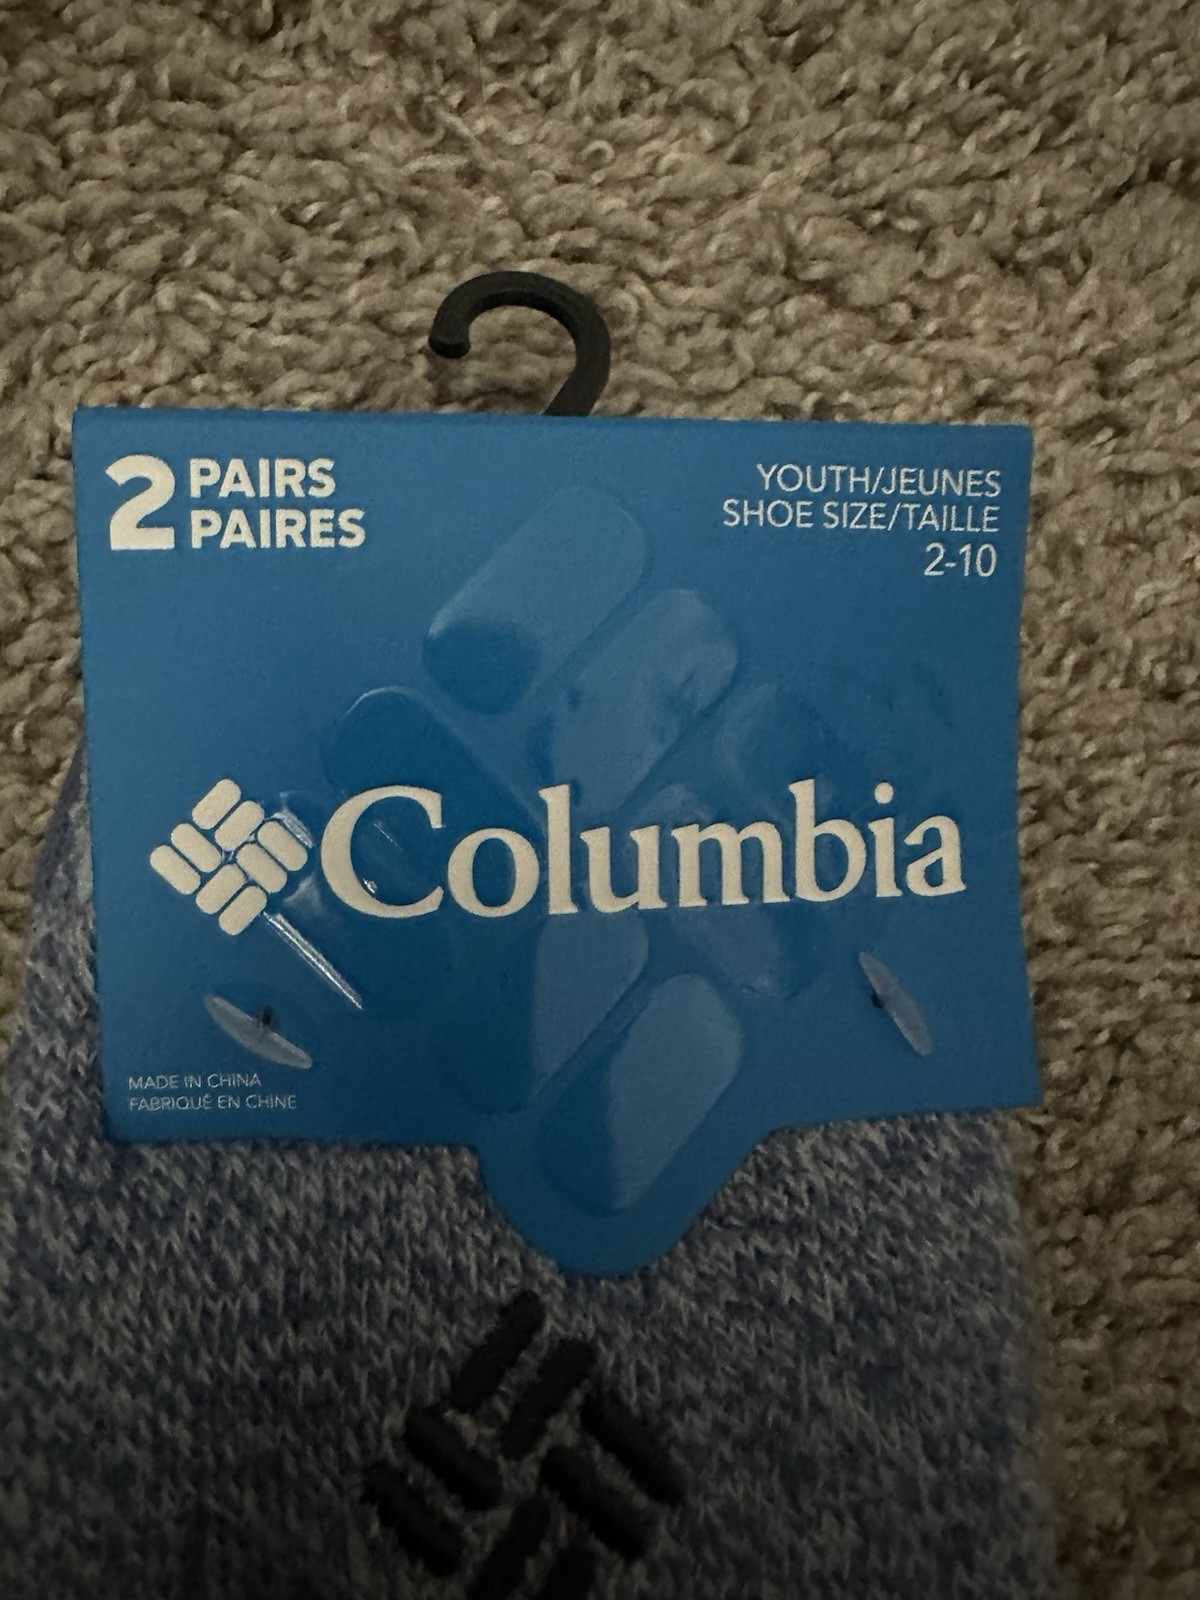 2 PAIRS
PAIRES
YOUTH/JEUNES
SHOE SIZE/TAILLE
2-10
Columbia
MADE IN CHINA
FABRIQUÉ EN CHINE